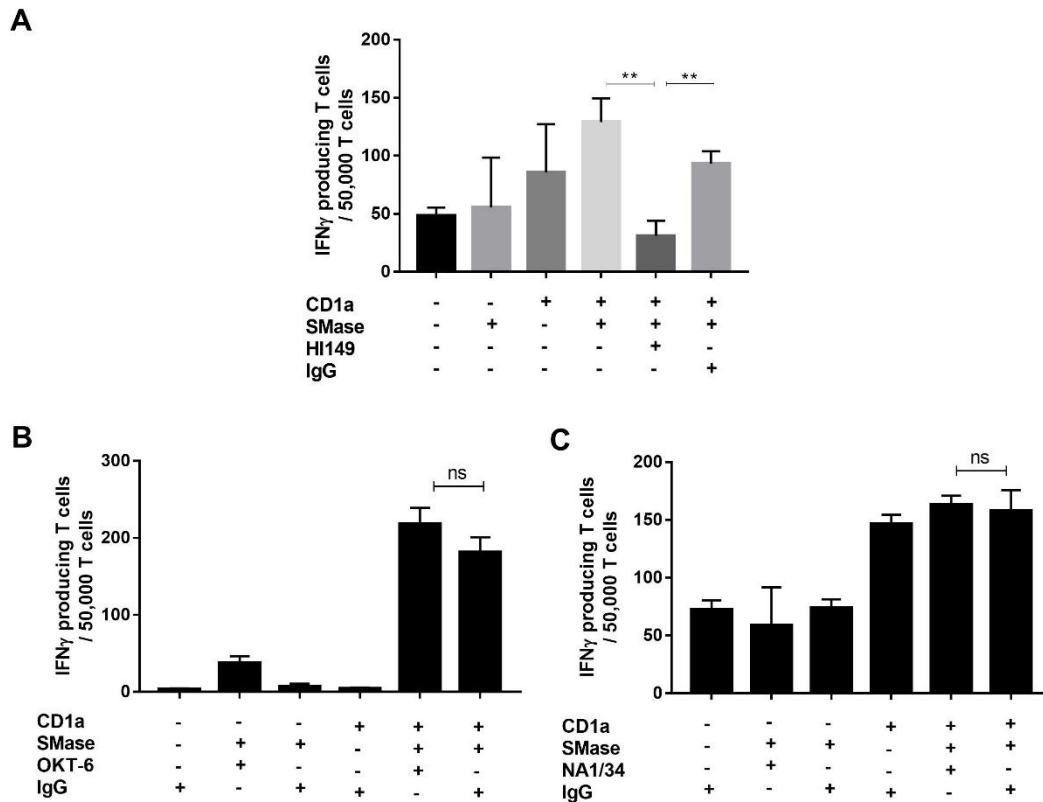 A
IFNγ producing T cells
/ 50,000 T cells
200
150
100
50
0
** **
CD1a - - + + + +
SMase - + - + + +
HI149 - - - - + -
IgG - - - - - +
B
IFNγ producing T cells
/ 50,000 T cells
300
200
100
0
ns
CD1a - - - + + +
SMase - + + - + +
OKT-6 - + - - + -
IgG + - + + - +
C
IFNγ producing T cells
/ 50,000 T cells
200
150
100
50
0
ns
CD1a - - - + + +
SMase - + + - + +
NA1/34 - + - - + -
IgG + - + + - +